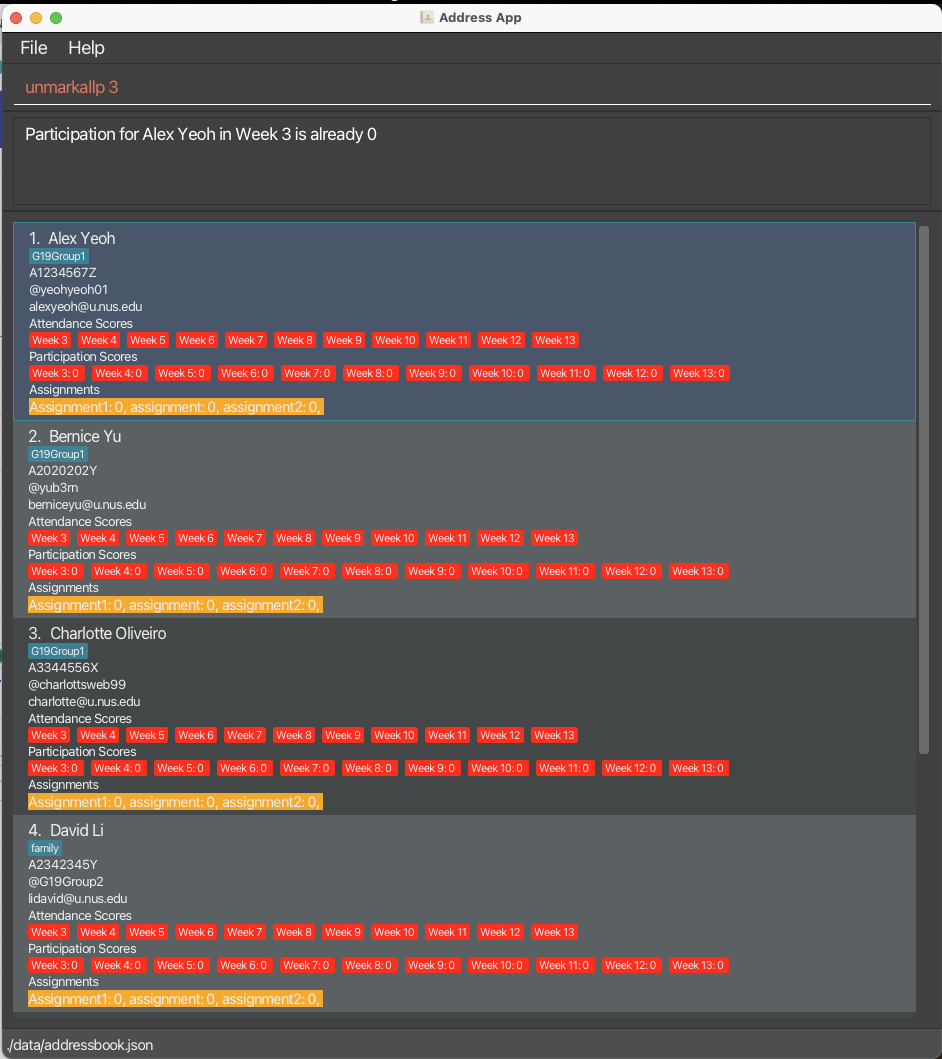 Address App
File Help
unmarkallp 3
Participation for Alex Yeoh in Week 3 is already 0
1. Alex Yeoh
G19Group1
A1234567Z
@yeohyeoh01
alexyeoh@u.nus.edu
Attendance Scores
Week 3 Week 4 Week 5 Week 6 Week 7 Week 8 Week 9 Week 10 Week 11 Week 12 Week 13
Participation Scores
Week 3: 0 Week 4: 0 Week 5: 0 Week 6: 0 Week 7: 0 Week 8: 0 Week 9: 0 Week 10: 0 Week 11: 0 Week 12: 0 Week 13: 0
Assignments
Assignment1: 0, assignment: 0, assignment2: 0,
2. Bernice Yu
G19Group1
A2020202Y
@yub3rn
berniceyu@u.nus.edu
Attendance Scores
Week 3 Week 4 Week 5 Week 6 Week 7 Week 8 Week 9 Week 10 Week 11 Week 12 Week 13
Participation Scores
Week 3: 0 Week 4: 0 Week 5: 0 Week 6: 0 Week 7: 0 Week 8: 0 Week 9: 0 Week 10: 0 Week 11: 0 Week 12: 0 Week 13: 0
Assignments
Assignment1: 0, assignment: 0, assignment2: 0,
3. Charlotte Oliveiro
G19Group1
A3344556X
@charlottsweb99
charlotte@u.nus.edu
Attendance Scores
Week 3 Week 4 Week 5 Week 6 Week 7 Week 8 Week 9 Week 10 Week 11 Week 12 Week 13
Participation Scores
Week 3: 0 Week 4: 0 Week 5: 0 Week 6: 0 Week 7: 0 Week 8: 0 Week 9: 0 Week 10: 0 Week 11: 0 Week 12: 0 Week 13: 0
Assignments
Assignment1: 0, assignment: 0, assignment2: 0,
4. David Li
family
A2342345Y
@G19Group2
lidavid@u.nus.edu
Attendance Scores
Week 3 Week 4 Week 5 Week 6 Week 7 Week 8 Week 9 Week 10 Week 11 Week 12 Week 13
Participation Scores
Week 3: 0 Week 4: 0 Week 5: 0 Week 6: 0 Week 7: 0 Week 8: 0 Week 9: 0 Week 10: 0 Week 11: 0 Week 12: 0 Week 13: 0
Assignments
Assignment1: 0, assignment: 0, assignment2: 0,
./data/addressbook.json